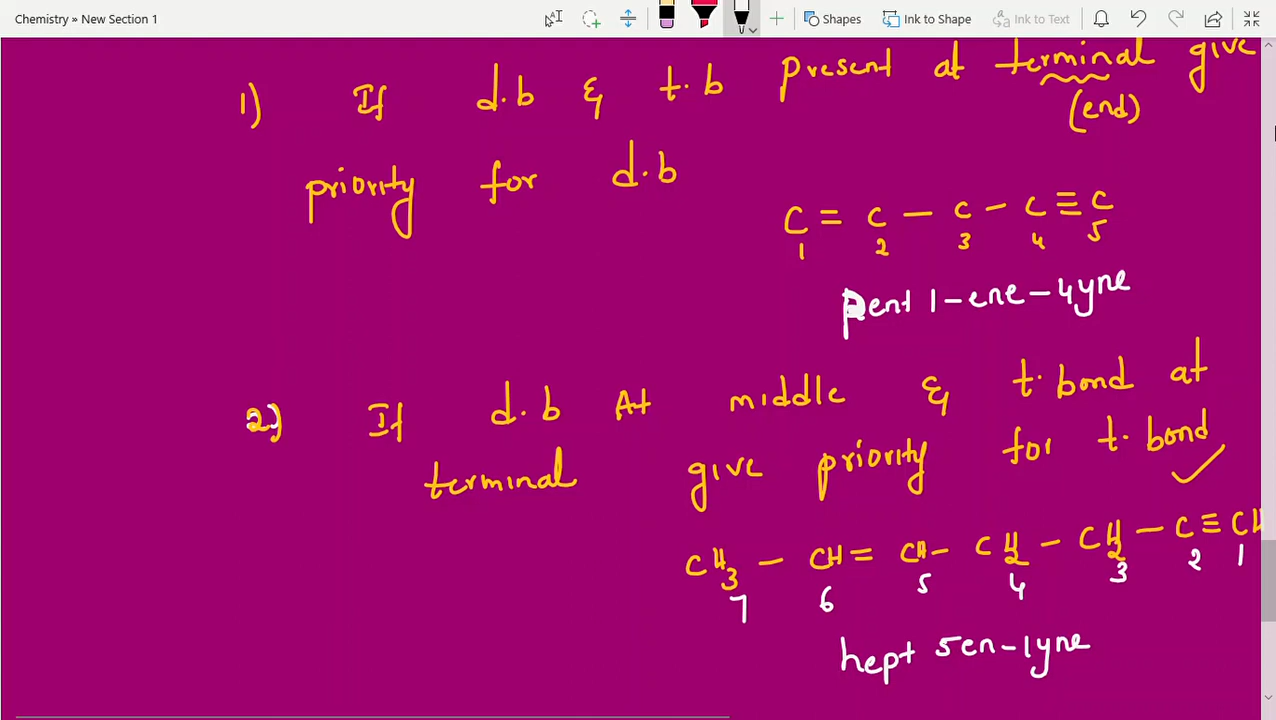 Chemistry » New Section 1
Shapes
Ink to Shape
Ink to Text
1) If d.b & t.b present at terminal give
(end)
priority for d.b
C = C - C - C ≡ C
1 2 3 4 5
pent 1-ene-4yne
2) If d.b At middle & t.bond at
terminal give priority for t.bond
CH3 - CH = CH - CH2 - CH2 - C ≡ CH
7 6 5 4 3 2 1
hept 5en-1yne